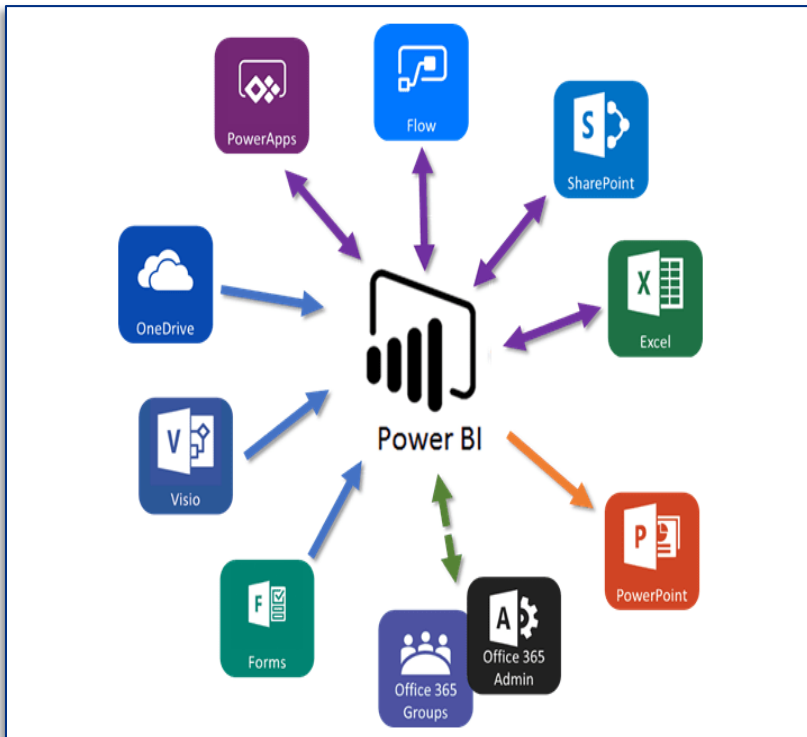 PowerApps
Flow
S
SharePoint
OneDrive
X
Excel
Power BI
V
Visio
P
PowerPoint
F
Forms
A
Office 365
Admin
Office 365
Groups